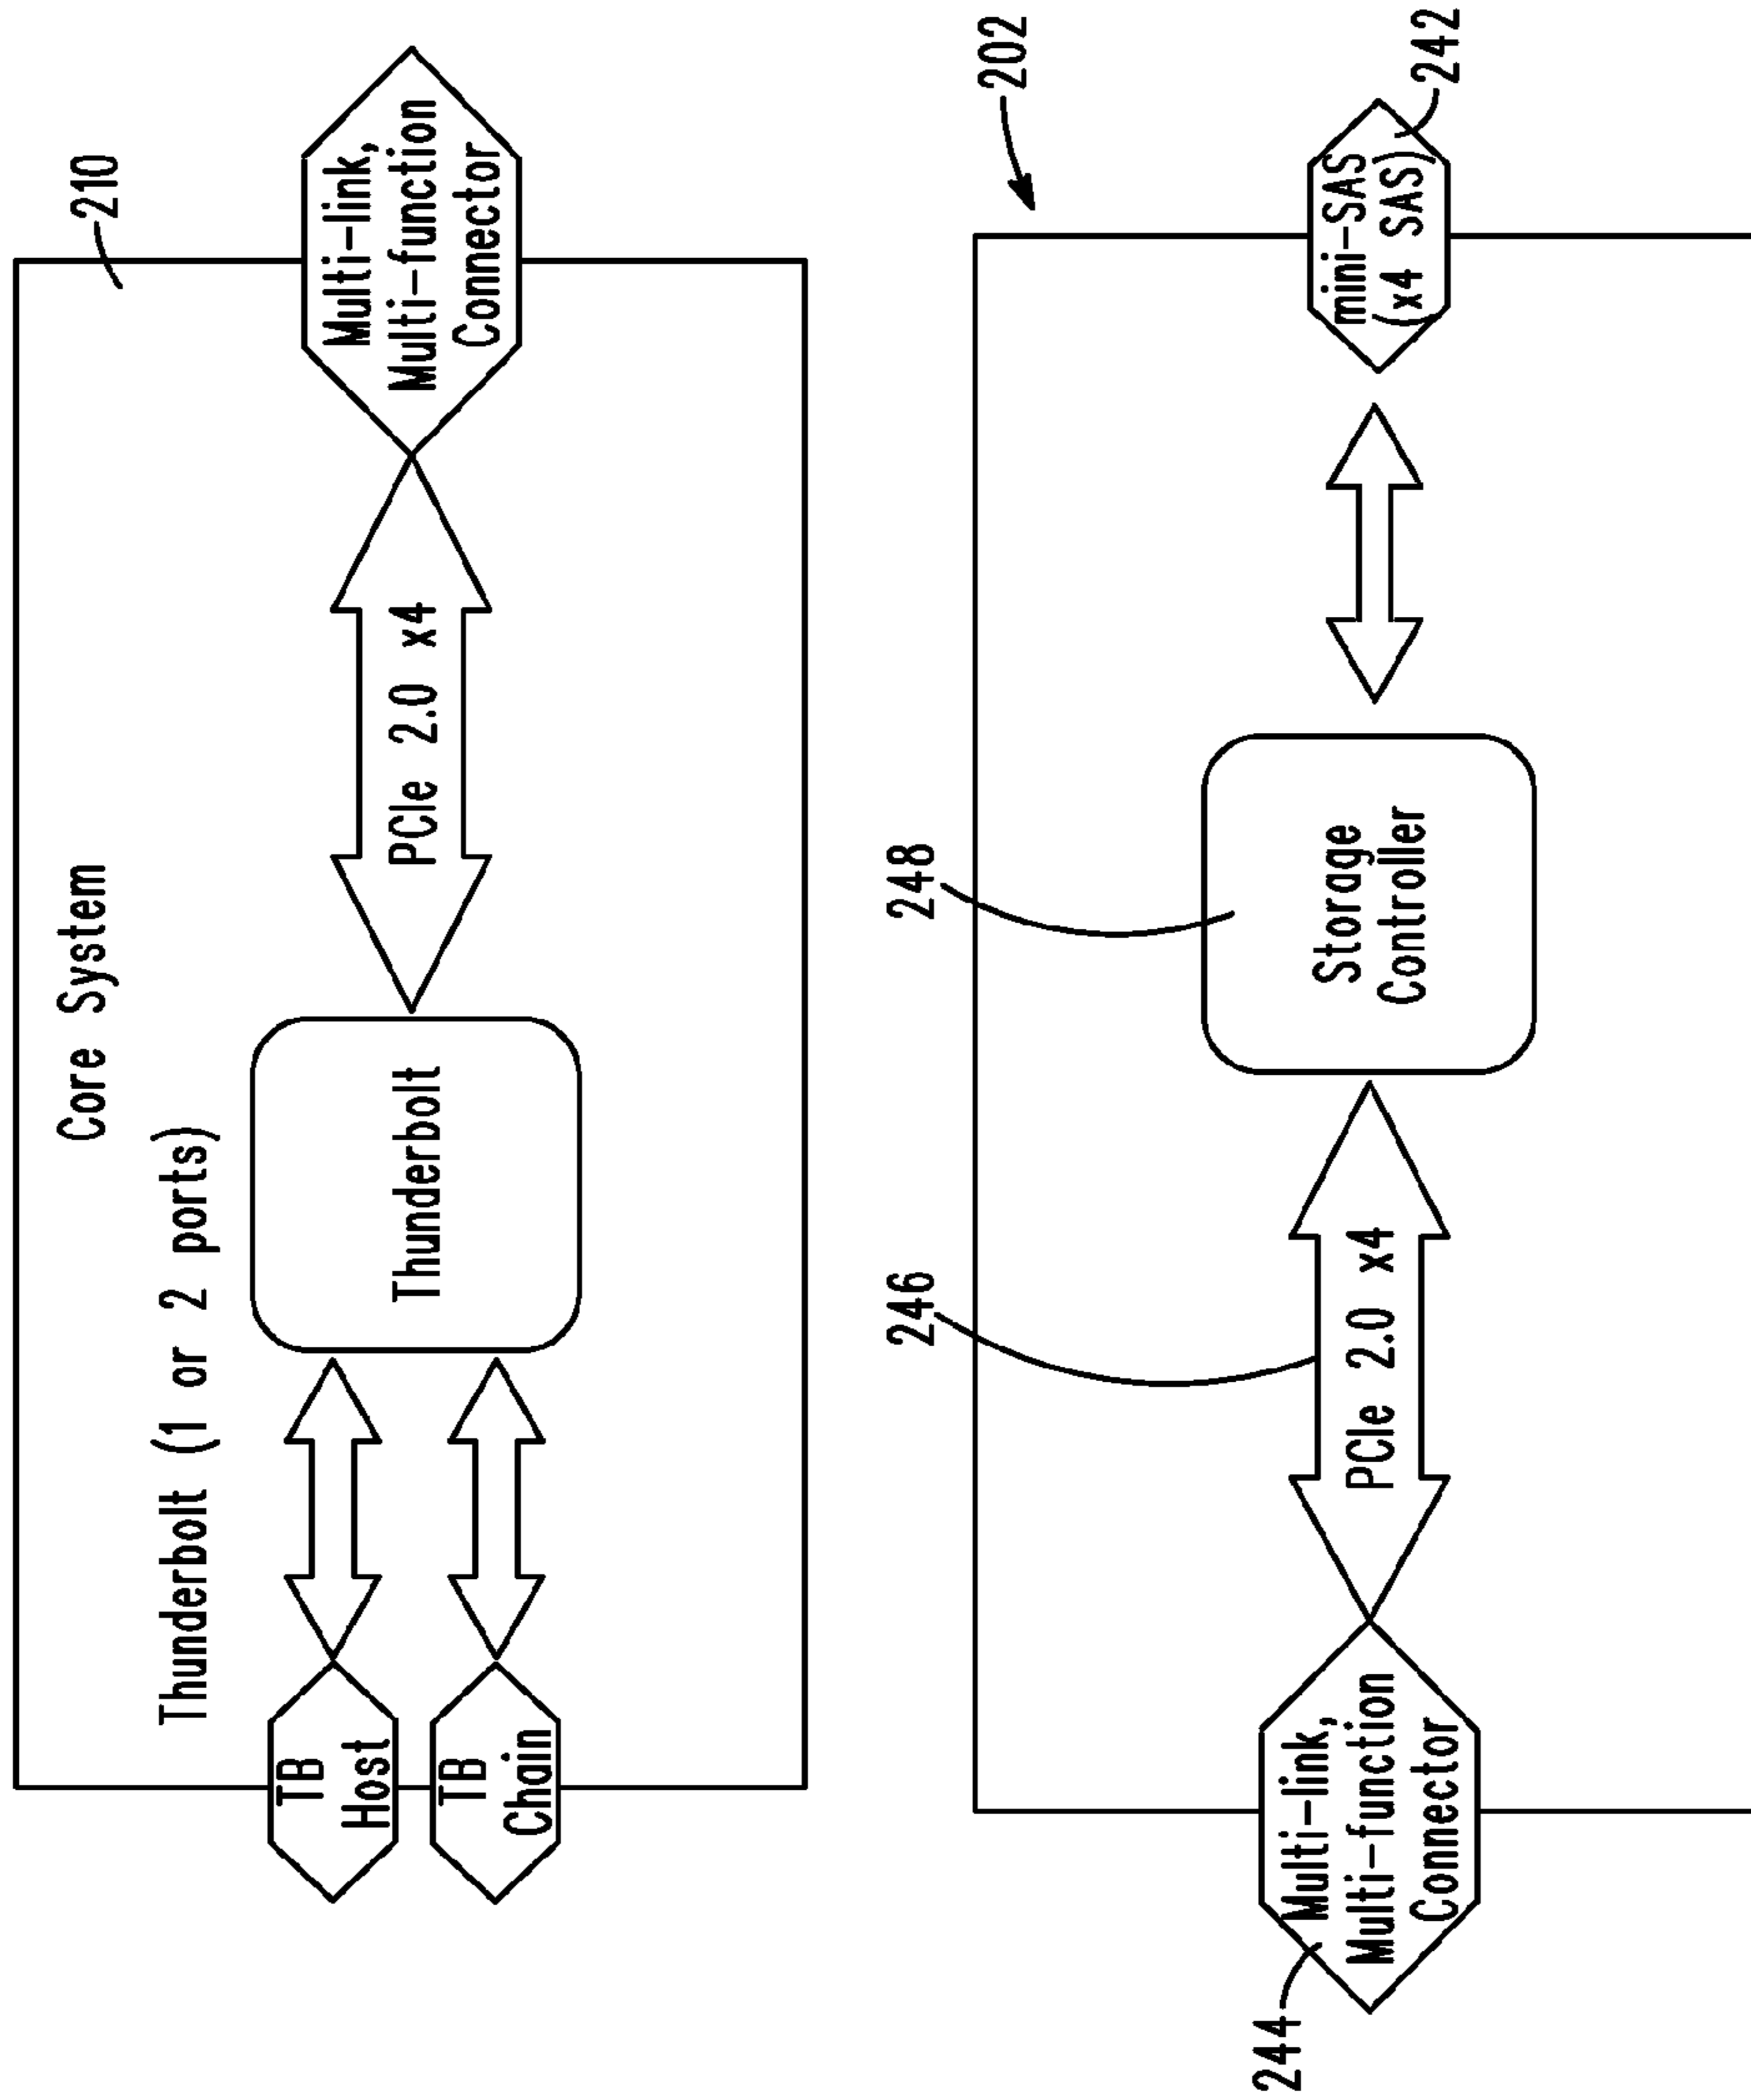 Core System
210
Thunderbolt (1 or 2 ports)
TB
Host
TB
Chain
Thunderbolt
PCIe 2.0 x4
Multi-link,
Multi-function
Connector
202
248
246
244
Multi-link,
Multi-function
Connector
PCIe 2.0 x4
Storage
Controller
mini-SAS
(x4 SAS)
242